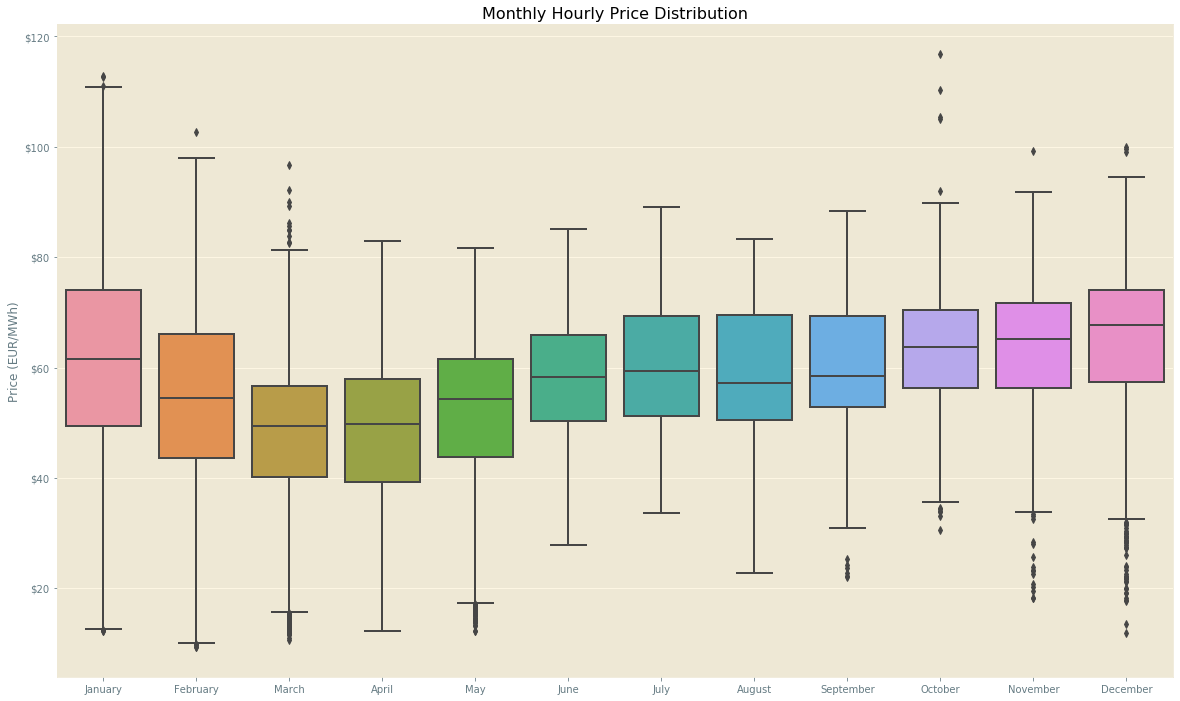 Monthly Hourly Price Distribution
Price (EUR/MWh)
$120
$100
$80
$60
$40
$20
January February March April May June July August September October November December